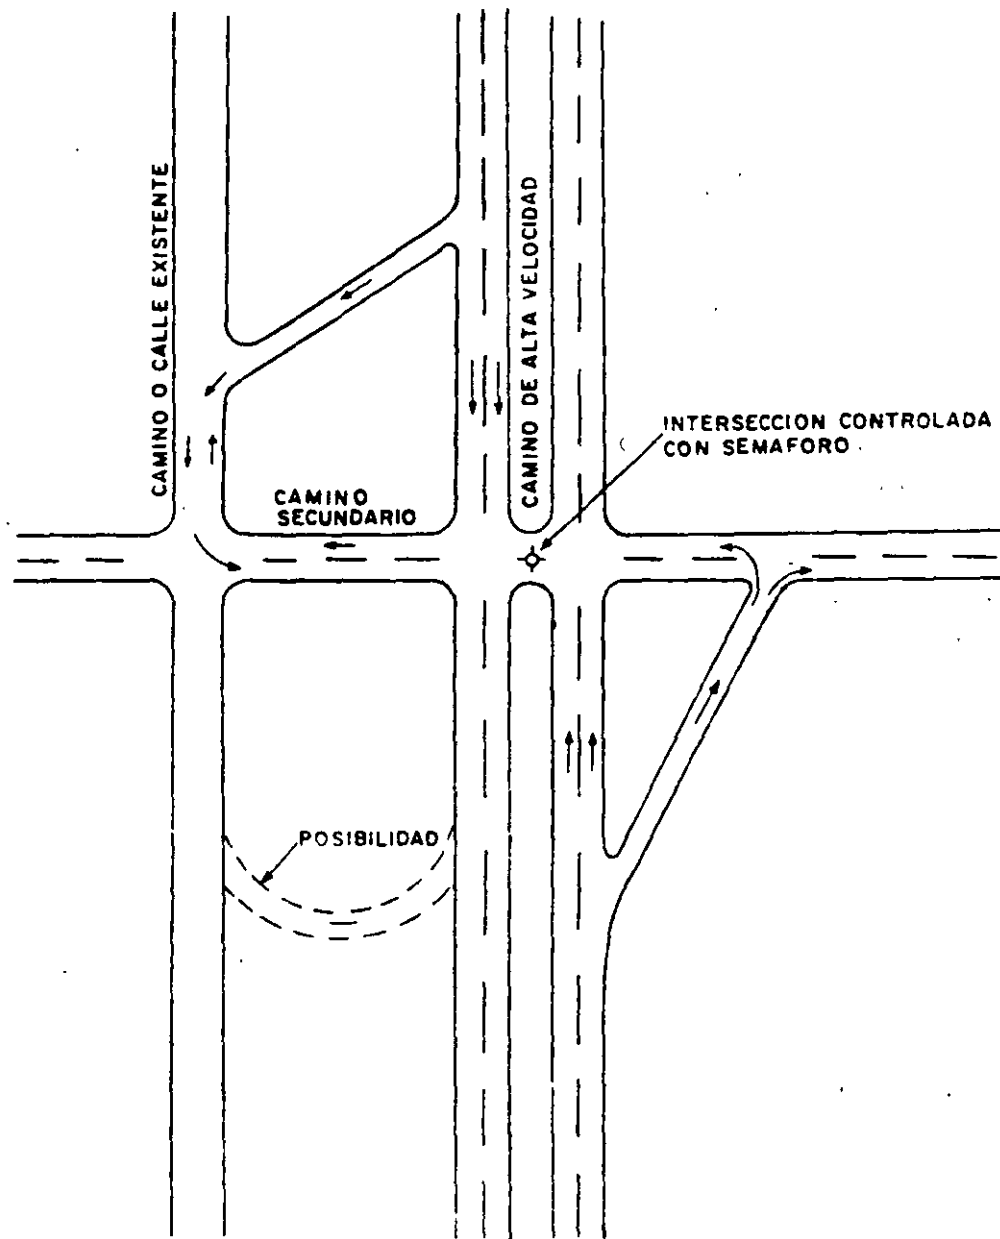 CAMINO O CALLE EXISTENTE
CAMINO DE ALTA VELOCIDAD
INTERSECCION CONTROLADA
CON SEMAFORO.
CAMINO
SECUNDARIO
POSIBILIDAD